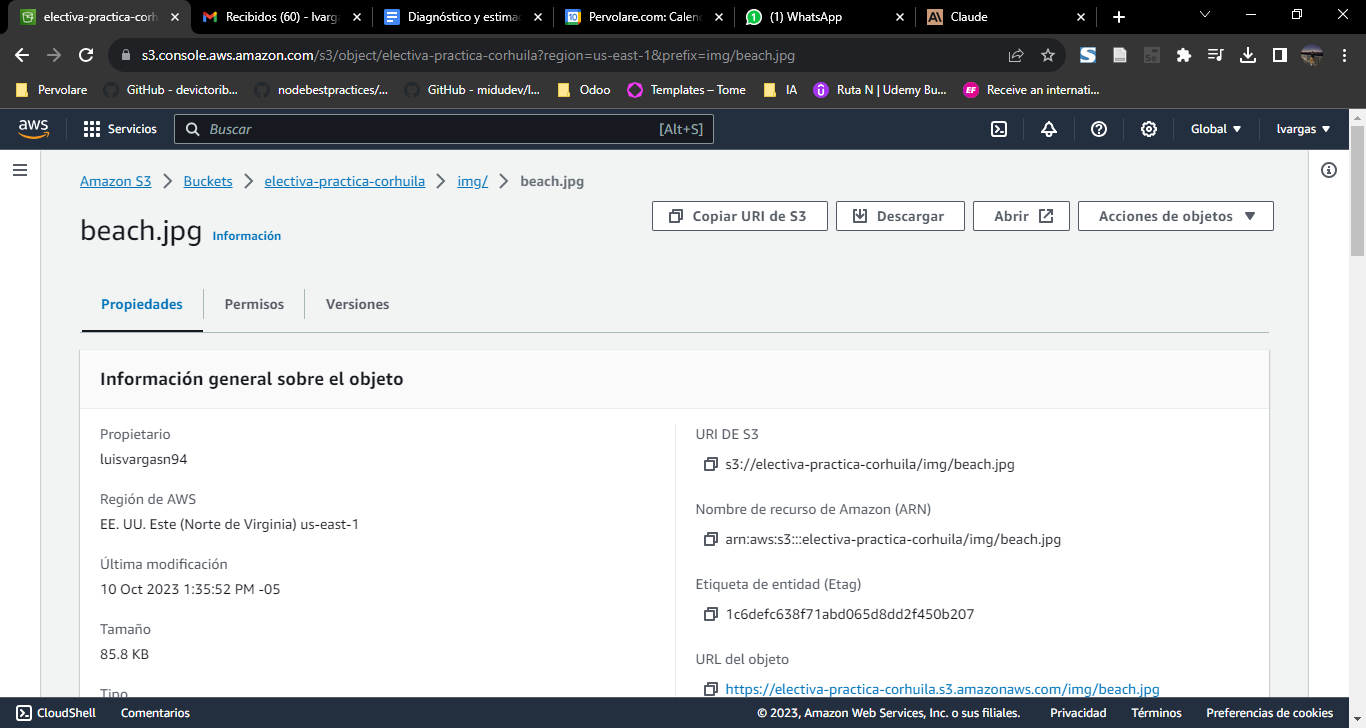 electiva-practica-corh
Recibidos (60) - lvarga
Diagnóstico y estimac
Pervolare.com: Calend
(1) WhatsApp
Claude
s3.console.aws.amazon.com/s3/object/electiva-practica-corhuila?region=us-east-1&prefix=img/beach.jpg
Pervolare
GitHub - devictorib...
nodebestpractices/...
GitHub - midudev/l...
Odoo
Templates – Tome
IA
Ruta N | Udemy Bu...
Receive an internati...
aws
Servicios
Buscar
[Alt+S]
Global
lvargas
Amazon S3
Buckets
electiva-practica-corhuila
img/
beach.jpg
beach.jpg
Información
Copiar URI de S3
Descargar
Abrir
Acciones de objetos
Propiedades
Permisos
Versiones
Información general sobre el objeto
Propietario
luisvargasn94
Región de AWS
EE. UU. Este (Norte de Virginia) us-east-1
Última modificación
10 Oct 2023 1:35:52 PM -05
Tamaño
85.8 KB
Tipo
URI DE S3
s3://electiva-practica-corhuila/img/beach.jpg
Nombre de recurso de Amazon (ARN)
arn:aws:s3:::electiva-practica-corhuila/img/beach.jpg
Etiqueta de entidad (Etag)
1c6defc638f71abd065d8dd2f450b207
URL del objeto
https://electiva-practica-corhuila.s3.amazonaws.com/img/beach.jpg
CloudShell
Comentarios
© 2023, Amazon Web Services, Inc. o sus filiales.
Privacidad
Términos
Preferencias de cookies